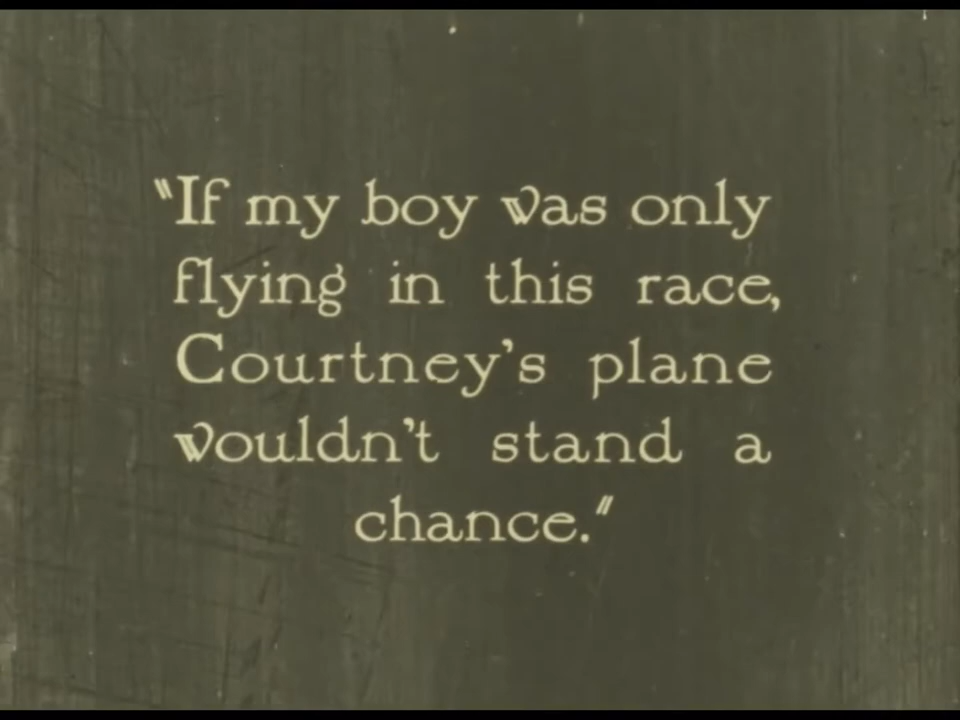 "If my boy was only
flying in this race,
Courtney's plane
wouldn't stand a
chance."